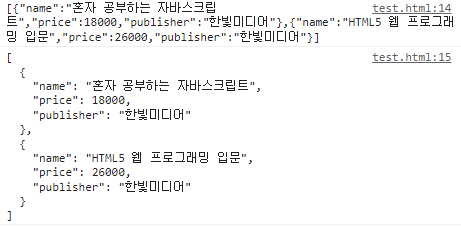 [{"name":"혼자 공부하는 자바스크립 test.html:14
트","price":18000,"publisher":"한빛미디어"},{"name":"HTML5 웹 프로그래
밍 입문","price":26000,"publisher":"한빛미디어"}]
[ test.html:15
  {
    "name": "혼자 공부하는 자바스크립트",
    "price": 18000,
    "publisher": "한빛미디어"
  },
  {
    "name": "HTML5 웹 프로그래밍 입문",
    "price": 26000,
    "publisher": "한빛미디어"
  }
]